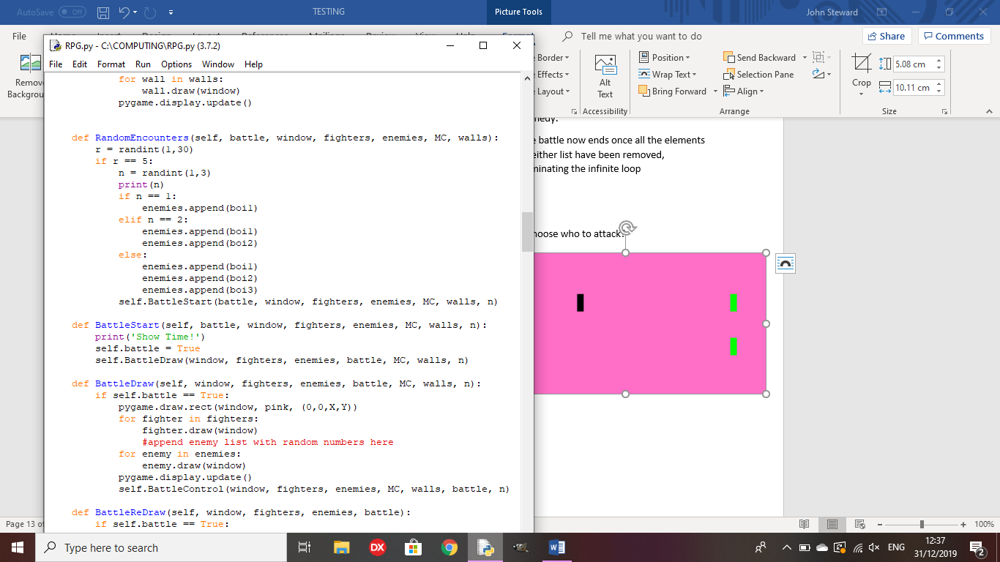 AutoSave Off
TESTING
Picture Tools
John Steward
File
Tell me what you want to do
Share
Comments
RPG.py - C:\COMPUTING\RPG.py (3.7.2)
File Edit Format Run Options Window Help
Border
Effects
Layout
Alt
Text
Accessibility
Position
Wrap Text
Bring Forward
Send Backward
Selection Pane
Align
Arrange
Crop
5.08 cm
10.11 cm
Size
for wall in walls:
wall.draw(window)
pygame.display.update()
def RandomEncounters(self, battle, window, fighters, enemies, MC, walls):
r = randint(1,30)
if r == 5:
n = randint(1,3)
print(n)
if n == 1:
enemies.append(boi1)
elif n == 2:
enemies.append(boi1)
enemies.append(boi2)
else:
enemies.append(boi1)
enemies.append(boi2)
enemies.append(boi3)
self.BattleStart(battle, window, fighters, enemies, MC, walls, n)
def BattleStart(self, battle, window, fighters, enemies, MC, walls, n):
print('Show Time!')
self.battle = True
self.BattleDraw(window, fighters, enemies, battle, MC, walls, n)
def BattleDraw(self, window, fighters, enemies, battle, MC, walls, n):
if self.battle == True:
pygame.draw.rect(window, pink, (0,0,X,Y))
for fighter in fighters:
fighter.draw(window)
#append enemy list with random numbers here
for enemy in enemies:
enemy.draw(window)
pygame.display.update()
self.BattleControl(window, fighters, enemies, MC, walls, battle, n)
def BattleReDraw(self, window, fighters, enemies, battle):
if self.battle == True:
battle now ends once all the elements
either list have been removed,
minating the infinite loop
hoose who to attack
Page 13 of
100%
Type here to search
DX
ENG
12:37
31/12/2019
2